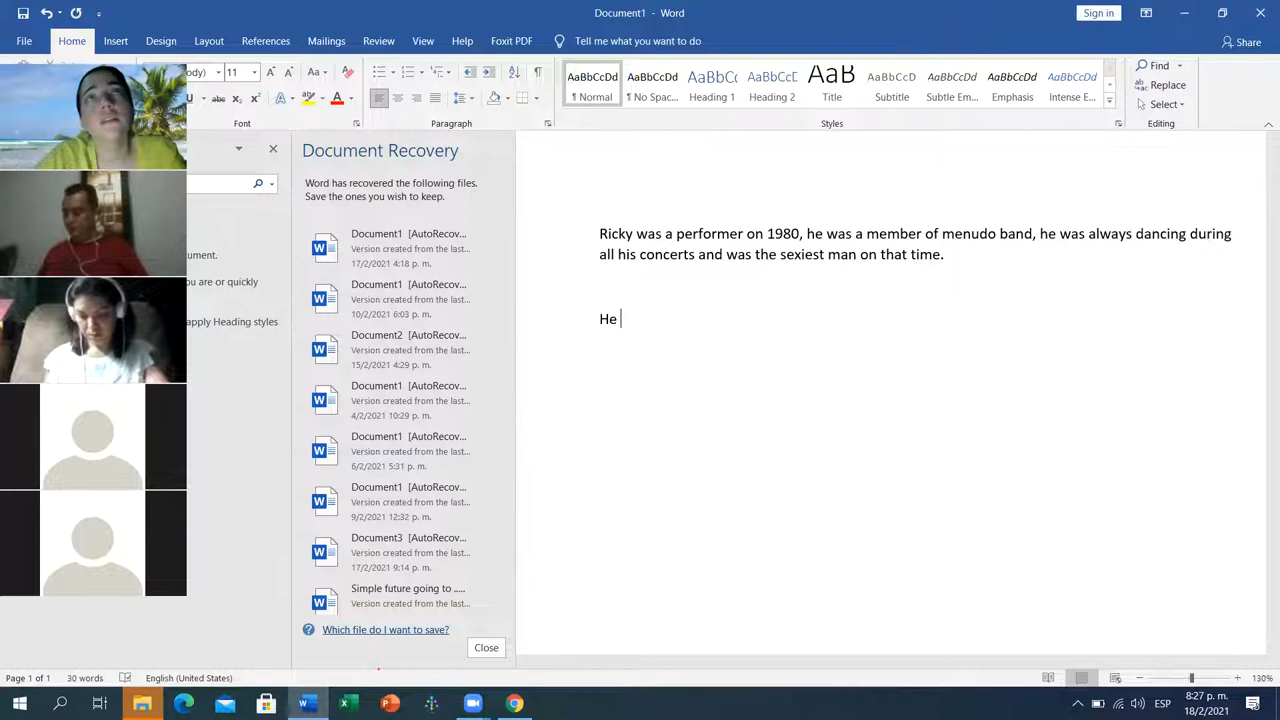 Document1 - Word
Sign in
File Home Insert Design Layout References Mailings Review View Help Foxit PDF Tell me what you want to do Share
11 Aa
abc x₂ x²
AaBbCcDd AaBbCcDd AaBbCc AaBbCcD AaB AaBbCcDd AaBbCcDd AaBbCcDd AaBbCcDd
¶ Normal ¶ No Spac... Heading 1 Heading 2 Title Subtitle Subtle Em... Emphasis Intense E...
Find
Replace
Select
Font Paragraph Styles Editing
Document Recovery
Word has recovered the following files.
Save the ones you wish to keep.
Document1 [AutoRecov...
Version created from the last...
17/2/2021 4:18 p. m.
Document1 [AutoRecov...
Version created from the last...
10/2/2021 6:03 p. m.
Document2 [AutoRecov...
Version created from the last...
15/2/2021 4:29 p. m.
Document1 [AutoRecov...
Version created from the last...
4/2/2021 10:29 p. m.
Document1 [AutoRecov...
Version created from the last...
6/2/2021 5:31 p. m.
Document1 [AutoRecov...
Version created from the last...
9/2/2021 12:32 p. m.
Document3 [AutoRecov...
Version created from the last...
17/2/2021 9:14 p. m.
Simple future going to .....
Version created from the last...
Which file do I want to save?
Close
cument.
you are or quickly
apply Heading styles
Ricky was a performer on 1980, he was a member of menudo band, he was always dancing during
all his concerts and was the sexiest man on that time.
He
Page 1 of 1 30 words English (United States) 130%
ESP
8:27 p. m.
18/2/2021